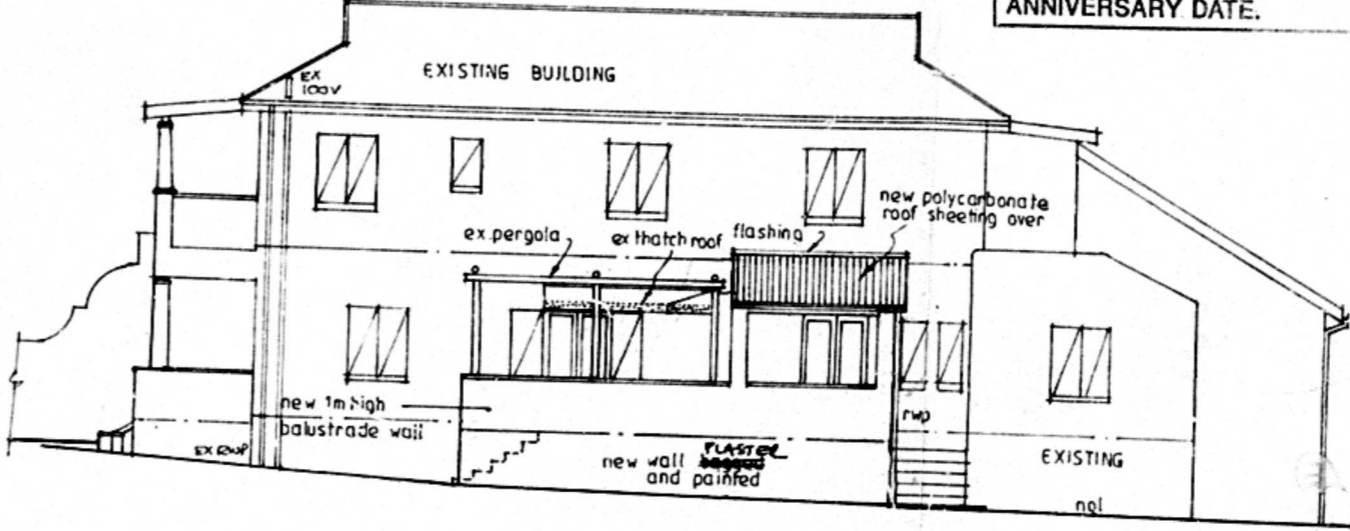 ANNIVERSARY DATE.
EXISTING BUILDING
EX
100V
new polycarbonate
roof sheeting over
flashing
ex.pergola
ex thatch roof
new 1m high
balustrade wall
rwp
EX RWP
PLASTER
new wall
and painted
EXISTING
ngl